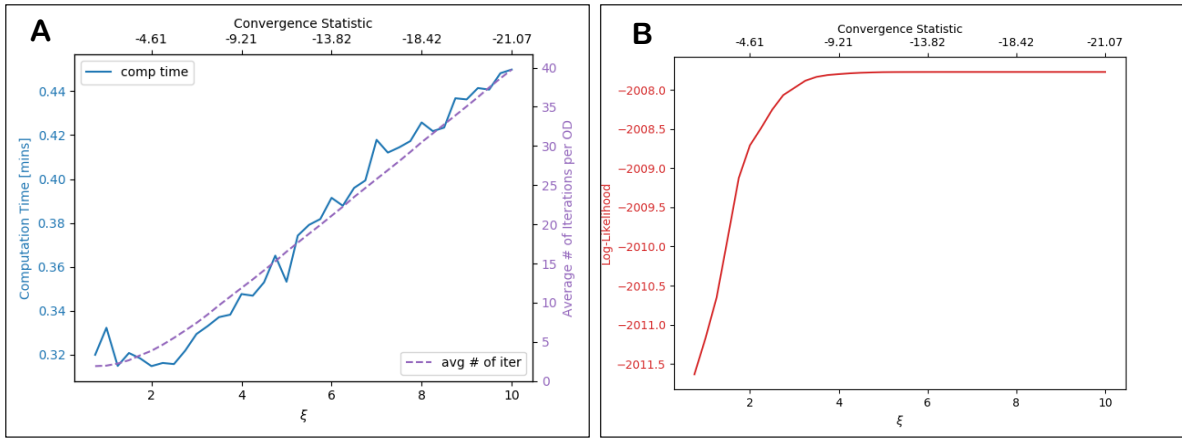 A
Convergence Statistic
-4.61 -9.21 -13.82 -18.42 -21.07
comp time
0.44
0.42
0.40
0.38
0.36
0.34
0.32
Computation Time [mins]
40
35
30
25
20
15
10
5
0
Average # of Iterations per OD
avg # of iter
2 4 6 8 10
ξ
B
Convergence Statistic
-4.61 -9.21 -13.82 -18.42 -21.07
−2008.0
−2008.5
−2009.0
−2009.5
−2010.0
−2010.5
−2011.0
−2011.5
Log-Likelihood
2 4 6 8 10
ξ